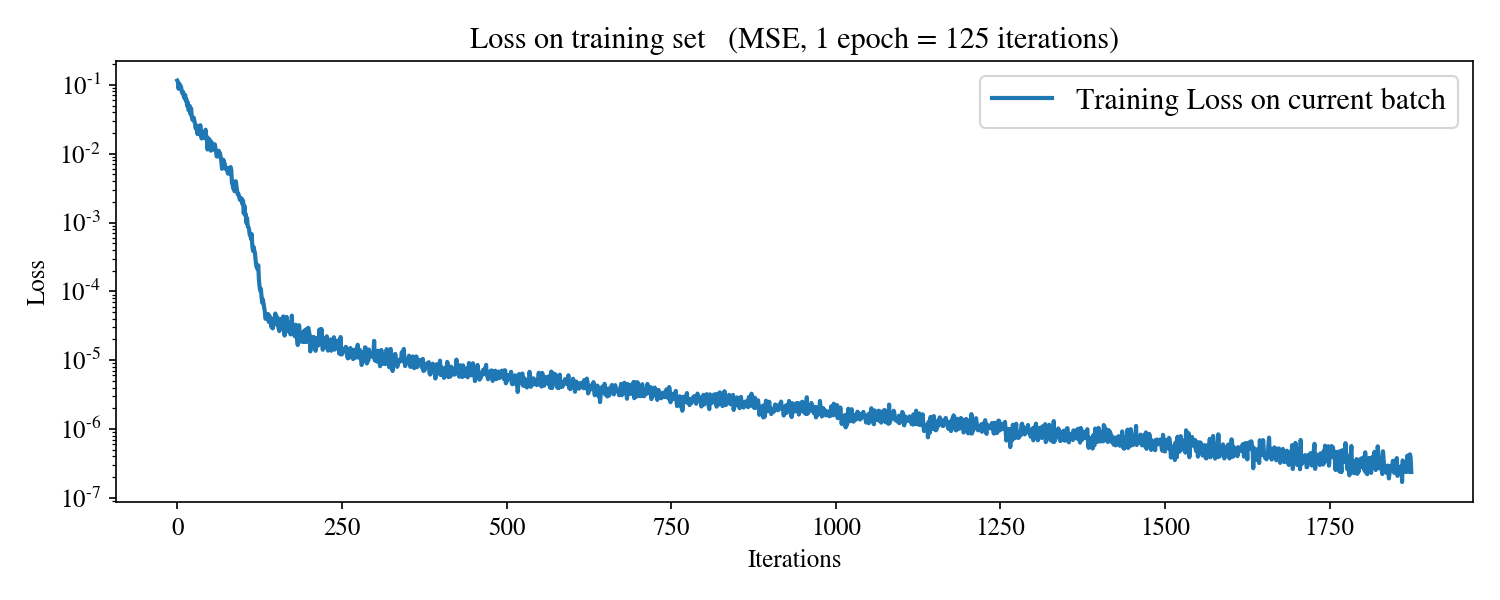 Loss on training set   (MSE, 1 epoch = 125 iterations)
Training Loss on current batch
Loss
10^-1
10^-2
10^-3
10^-4
10^-5
10^-6
10^-7
0 250 500 750 1000 1250 1500 1750
Iterations